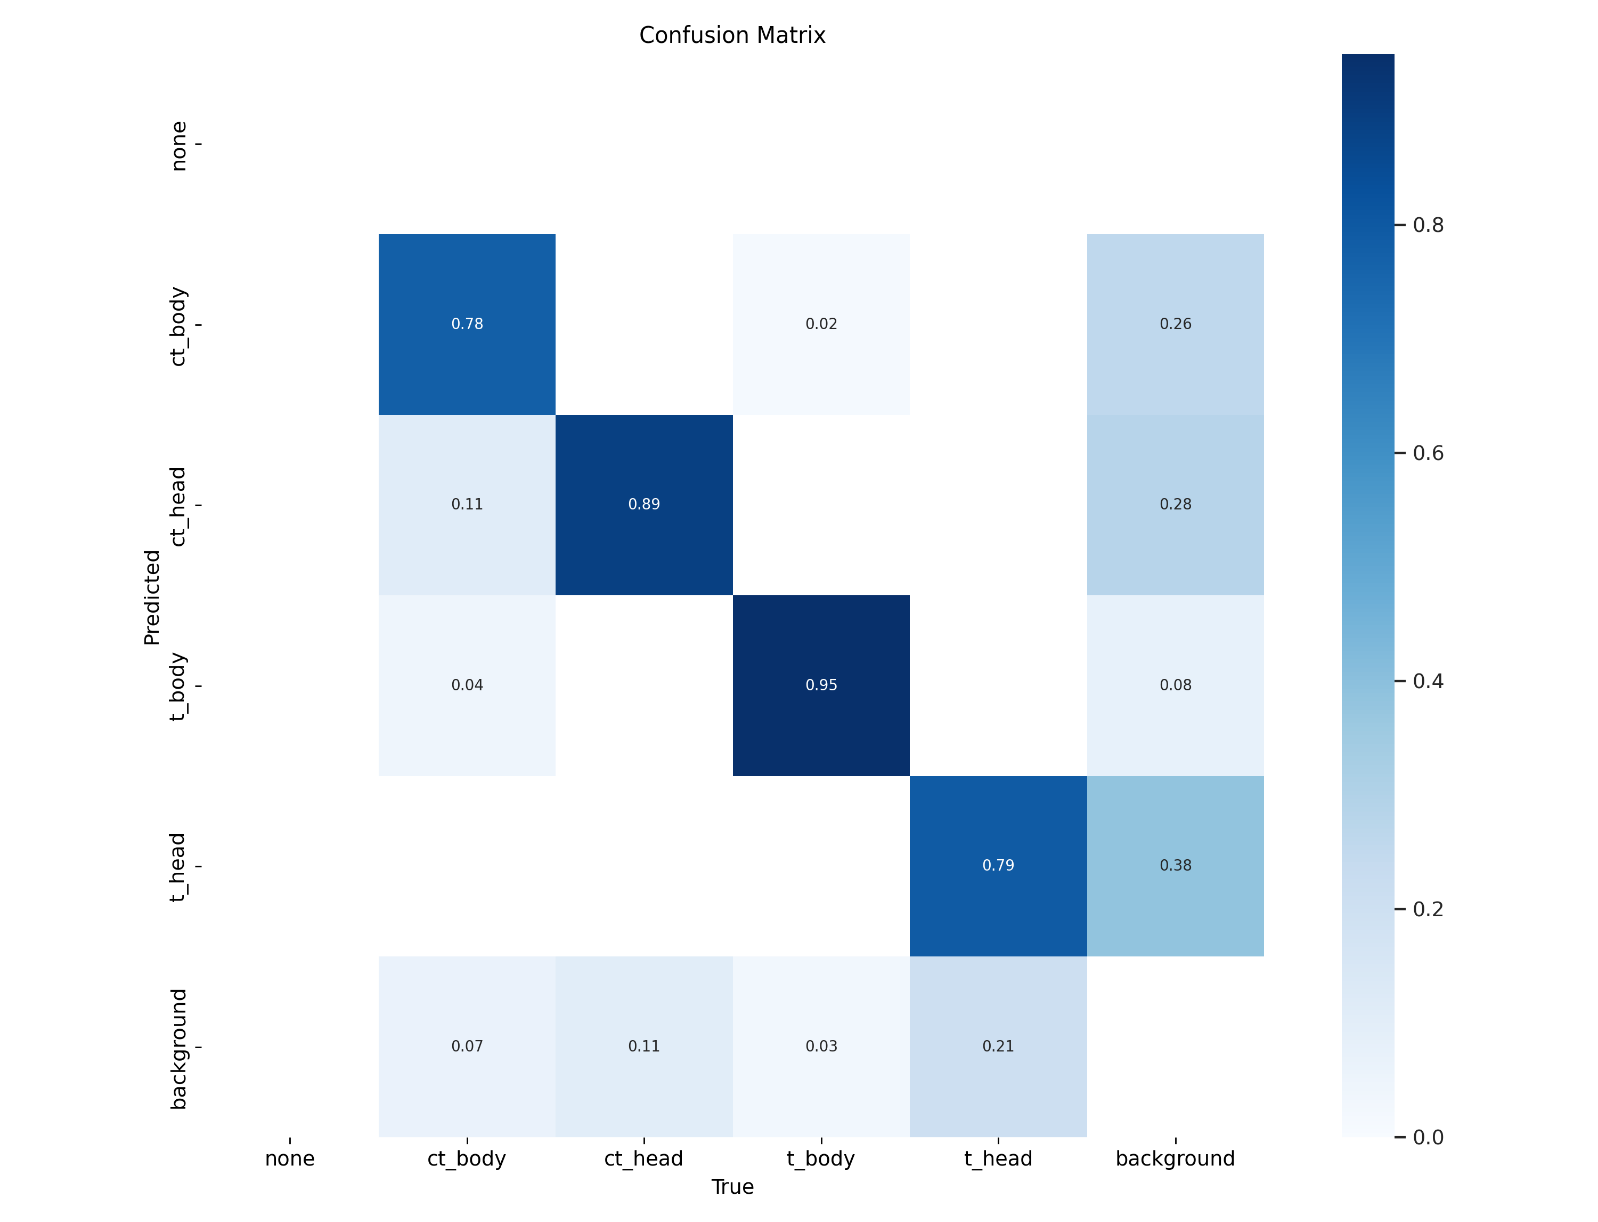 Confusion Matrix
none
ct_body
0.78
0.02
0.26
ct_head
0.11
0.89
0.28
Predicted
t_body
0.04
0.95
0.08
t_head
0.79
0.38
background
0.07
0.11
0.03
0.21
none
ct_body
ct_head
t_body
t_head
background
True
0.8
0.6
0.4
0.2
0.0